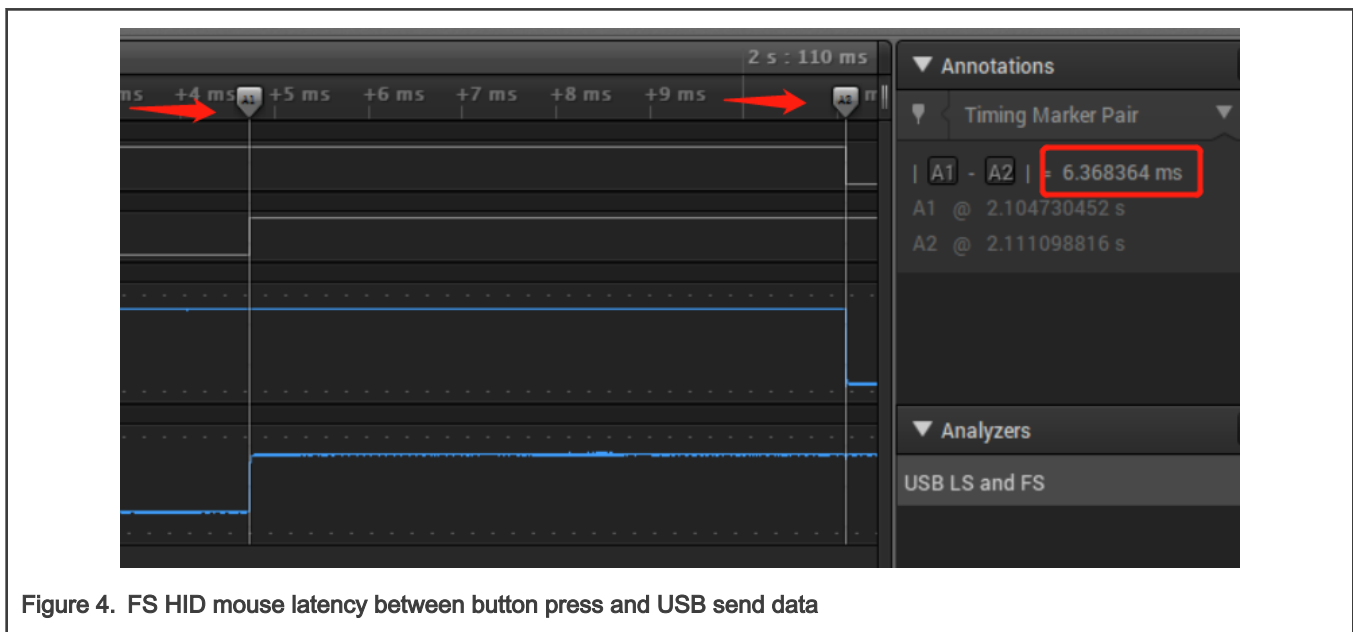 2 s : 110 ms
ms +4 ms A1 +5 ms +6 ms +7 ms +8 ms +9 ms A2 m
Annotations
Timing Marker Pair
| A1 - A2 | = 6.368364 ms
A1 @ 2.104730452 s
A2 @ 2.111098816 s
Analyzers
USB LS and FS
Figure 4. FS HID mouse latency between button press and USB send data